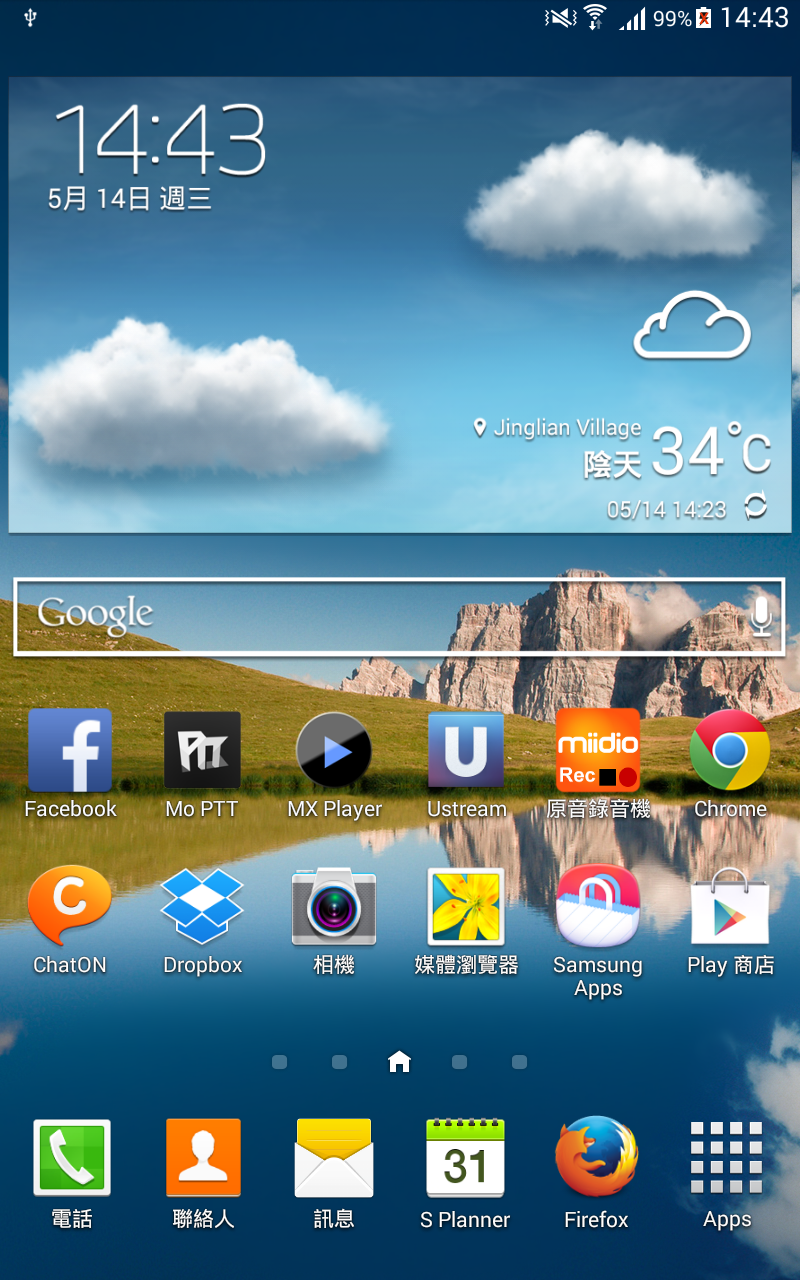 99% 14:43
14:43
5月 14日 週三
Jinglian Village
陰天 34°C
05/14 14:23
Google
f
PTT
U
miidio
Rec
Facebook
Mo PTT
MX Player
Ustream
原音錄音機
Chrome
C
ChatON
Dropbox
相機
媒體瀏覽器
Samsung
Apps
Play 商店
31
電話
聯絡人
訊息
S Planner
Firefox
Apps